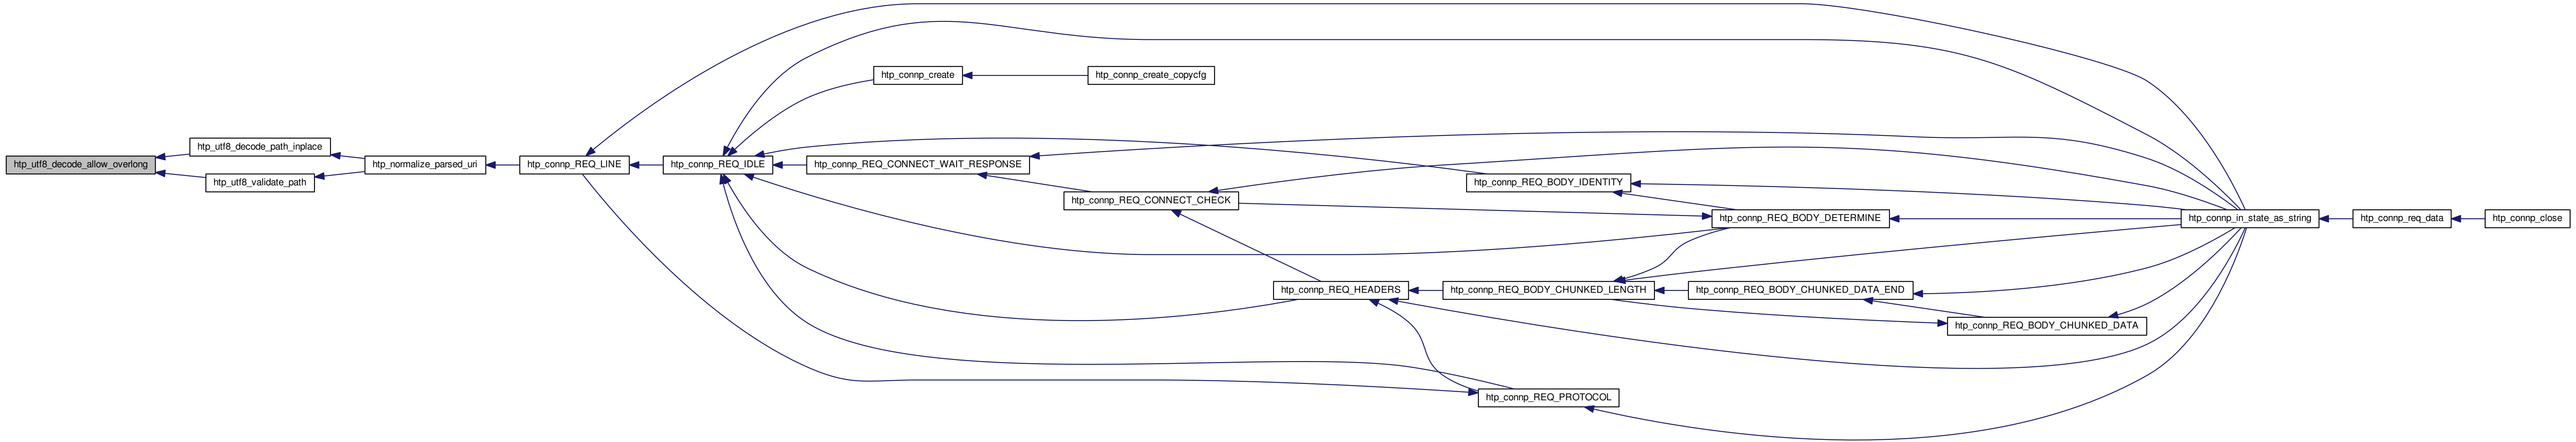 htp_utf8_decode_allow_overlong
htp_utf8_decode_path_inplace
htp_utf8_validate_path
htp_normalize_parsed_uri
htp_connp_REQ_LINE
htp_connp_REQ_IDLE
htp_connp_create
htp_connp_create_copycfg
htp_connp_REQ_CONNECT_WAIT_RESPONSE
htp_connp_REQ_CONNECT_CHECK
htp_connp_REQ_HEADERS
htp_connp_REQ_BODY_IDENTITY
htp_connp_REQ_BODY_DETERMINE
htp_connp_REQ_BODY_CHUNKED_LENGTH
htp_connp_REQ_BODY_CHUNKED_DATA_END
htp_connp_REQ_BODY_CHUNKED_DATA
htp_connp_REQ_PROTOCOL
htp_connp_in_state_as_string
htp_connp_req_data
htp_connp_close